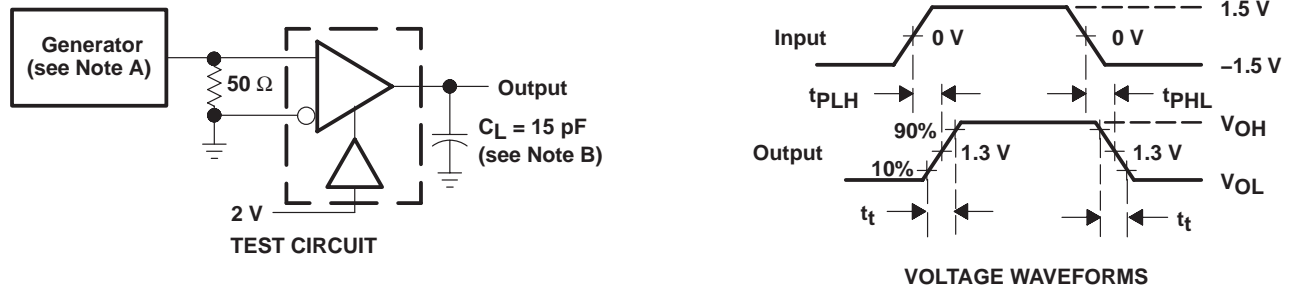 Generator
(see Note A)
50 Ω
Output
CL = 15 pF
(see Note B)
2 V
TEST CIRCUIT
1.5 V
Input
0 V
0 V
–1.5 V
tPLH
tPHL
90%
VOH
Output
1.3 V
1.3 V
10%
VOL
tt
tt
VOLTAGE WAVEFORMS